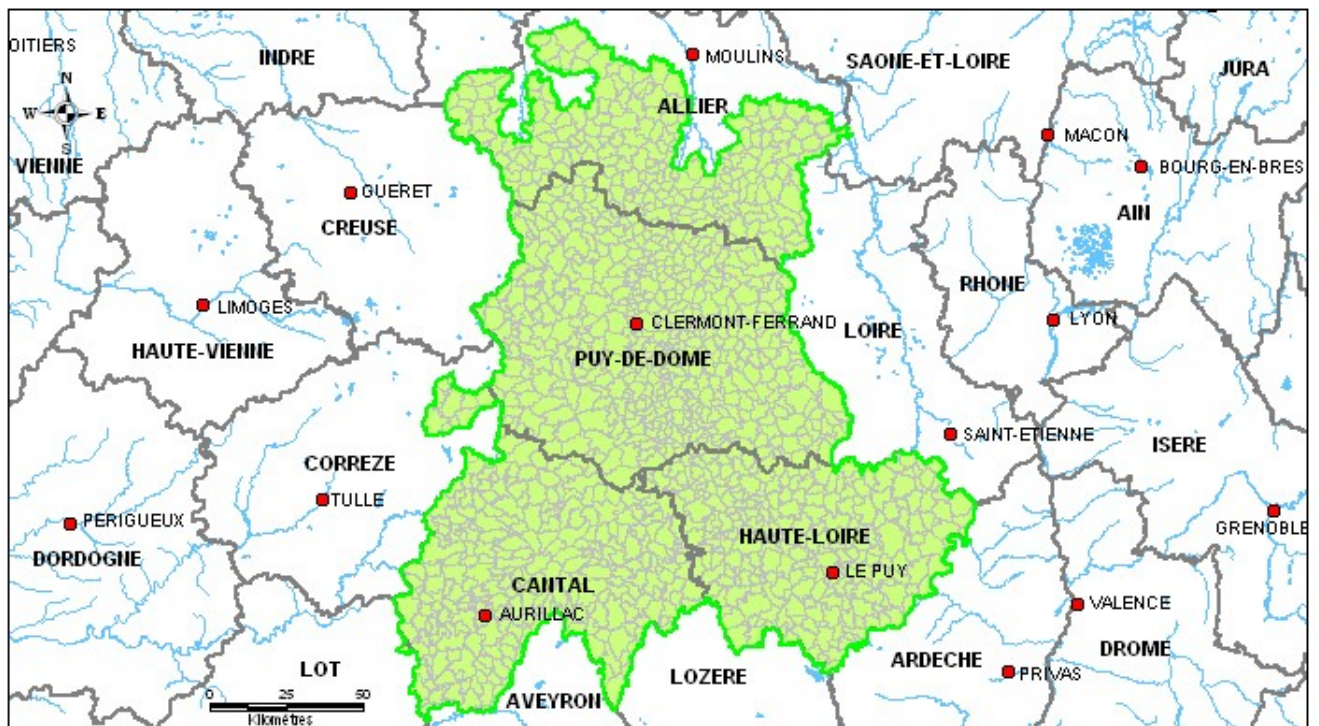 OITIERS
INDRE
MOULINS
SAONE-ET-LOIRE
JURA
N
W
E
S
ALLIER
MACON
VIENNE
BOURG-EN-BRES
GUERET
CREUSE
AIN
RHONE
LIMOGES
LYON
CLERMONT-FERRAND
LOIRE
HAUTE-VIENNE
PUY-DE-DOME
SAINT-ETIENNE
ISERE
CORREZE
TULLE
PERIGUEUX
GRENOBLE
HAUTE-LOIRE
DORDOGNE
LE PUY
CANTAL
AURILLAC
VALENCE
DROME
ARDECHE
LOT
LOZERE
PRIVAS
AVEYRON
0 25 50
Kilomètres